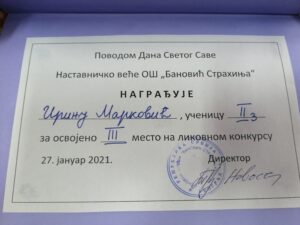 Поводом Дана Светог Саве
Наставничко веће ОШ „Бановић Страхиња“
НАГРАЂУЈЕ
Ирину Марковић, ученицу II3
за освојено III место на ликовном конкурсу
27. јануар 2021.
Директор